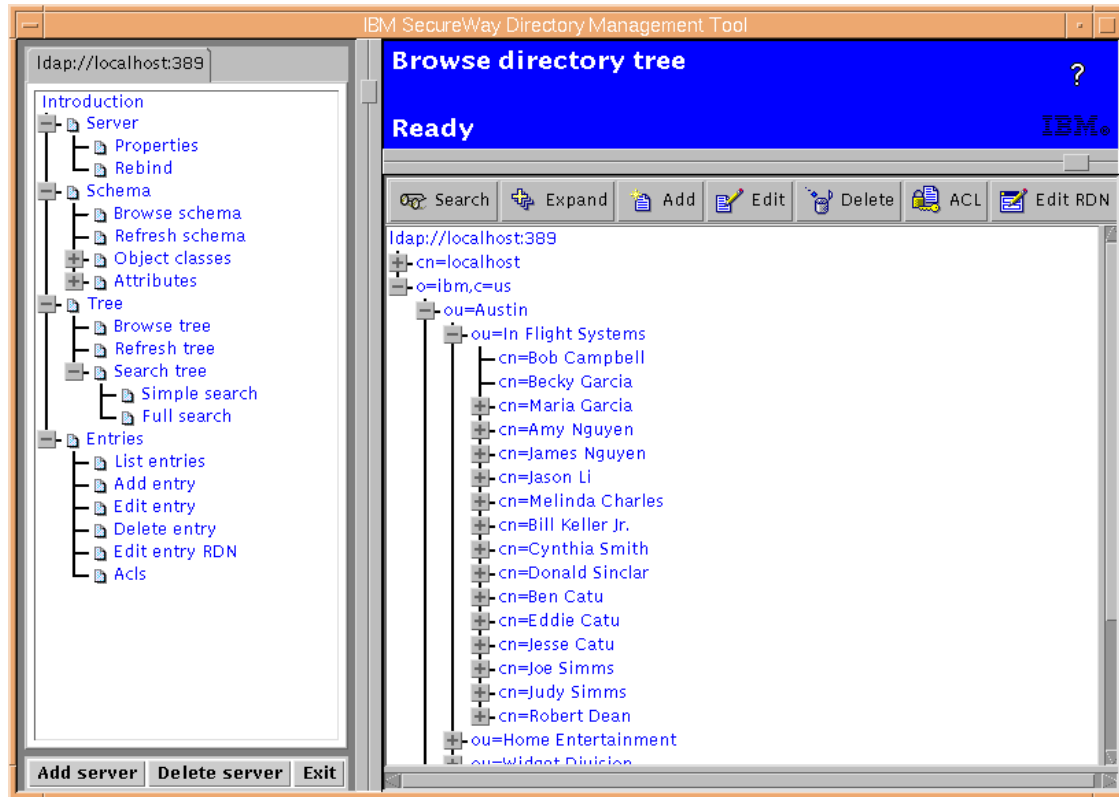 IBM SecureWay Directory Management Tool
ldap://localhost:389
Introduction
Server
Properties
Rebind
Schema
Browse schema
Refresh schema
Object classes
Attributes
Tree
Browse tree
Refresh tree
Search tree
Simple search
Full search
Entries
List entries
Add entry
Edit entry
Delete entry
Edit entry RDN
Acls
Add server Delete server Exit
Browse directory tree
?
Ready
IBM®
Search Expand Add Edit Delete ACL Edit RDN
ldap://localhost:389
cn=localhost
o=ibm,c=us
ou=Austin
ou=In Flight Systems
cn=Bob Campbell
cn=Becky Garcia
cn=Maria Garcia
cn=Amy Nguyen
cn=James Nguyen
cn=Jason Li
cn=Melinda Charles
cn=Bill Keller Jr.
cn=Cynthia Smith
cn=Donald Sinclar
cn=Ben Catu
cn=Eddie Catu
cn=Jesse Catu
cn=Joe Simms
cn=Judy Simms
cn=Robert Dean
ou=Home Entertainment
ou=Widget Division